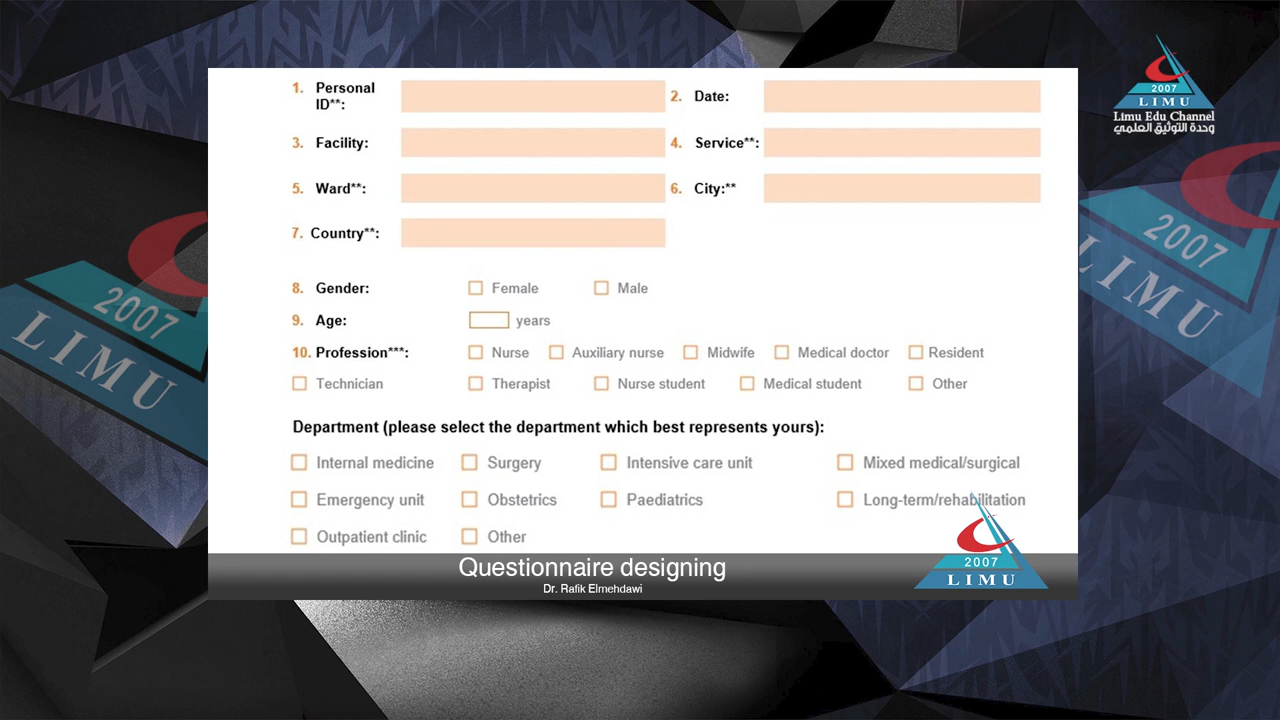 1. Personal ID**:
2. Date:
3. Facility:
4. Service**:
5. Ward**:
6. City:**
7. Country**:
8. Gender: Female Male
9. Age: years
10. Profession***: Nurse Auxiliary nurse Midwife Medical doctor Resident
Technician Therapist Nurse student Medical student Other
Department (please select the department which best represents yours):
Internal medicine Surgery Intensive care unit Mixed medical/surgical
Emergency unit Obstetrics Paediatrics Long-term/rehabilitation
Outpatient clinic Other
Questionnaire designing
Dr. Rafik Elmehdawi
2007
LIMU
2007
LIMU
Limu Edu Channel
وحدة التوثيق العلمي
2007
LIMU
2007
LIMU